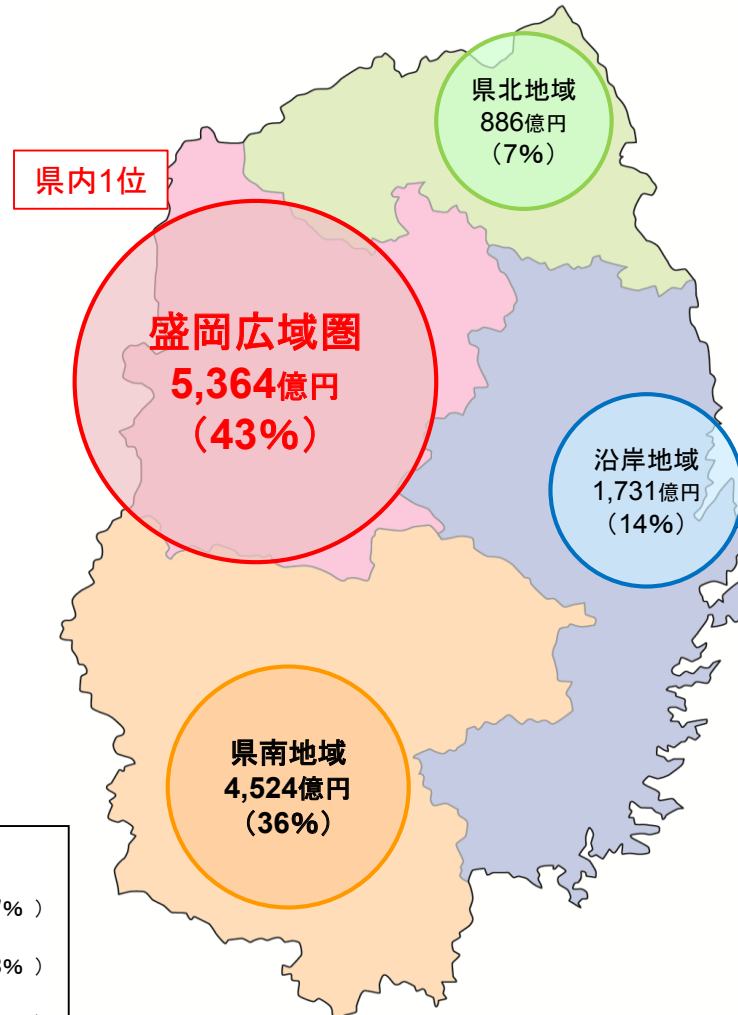 県北地域
886億円
（7%）
県内1位
盛岡広域圏
5,364億円
（43%）
沿岸地域
1,731億円
（14%）
県南地域
4,524億円
（36%）
% ）
% ）